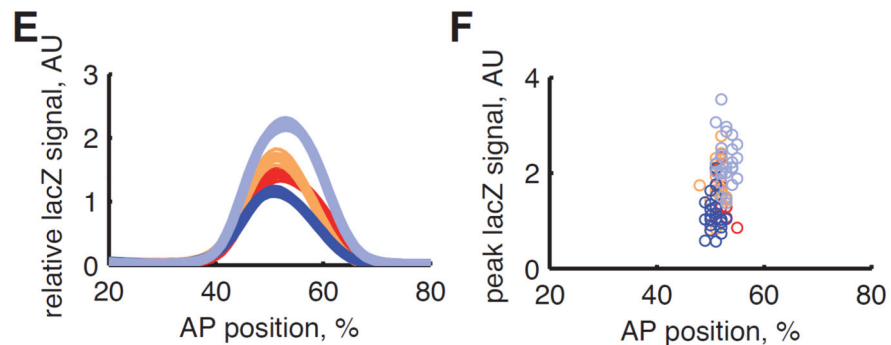 E
relative lacZ signal, AU
3
2
1
0
20 40 60 80
AP position, %
F
peak lacZ signal, AU
4
2
0
20 40 60 80
AP position, %